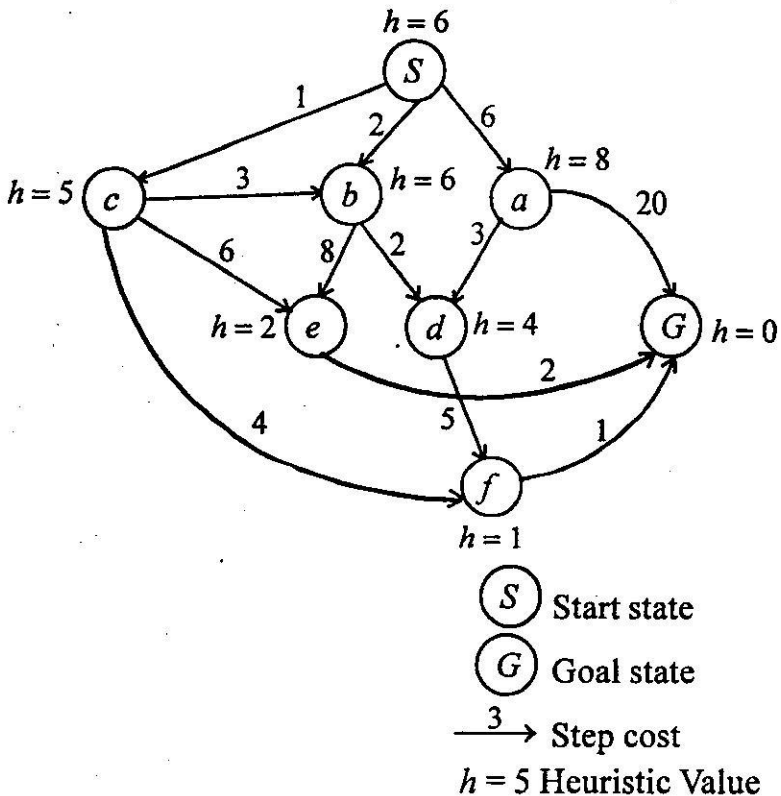 h = 6
S
1
2
6
h = 5
c
3
b
h = 6
a
h = 8
20
6
8
2
3
h = 2
e
d
h = 4
G
h = 0
2
4
5
1
f
h = 1
S Start state
G Goal state
3 Step cost
h = 5 Heuristic Value